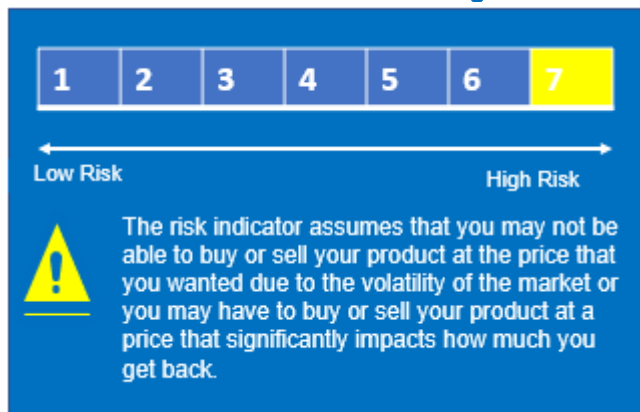 1 2 3 4 5 6 7
Low Risk High Risk
The risk indicator assumes that you may not be
able to buy or sell your product at the price that
you wanted due to the volatility of the market or
you may have to buy or sell your product at a
price that significantly impacts how much you
get back.